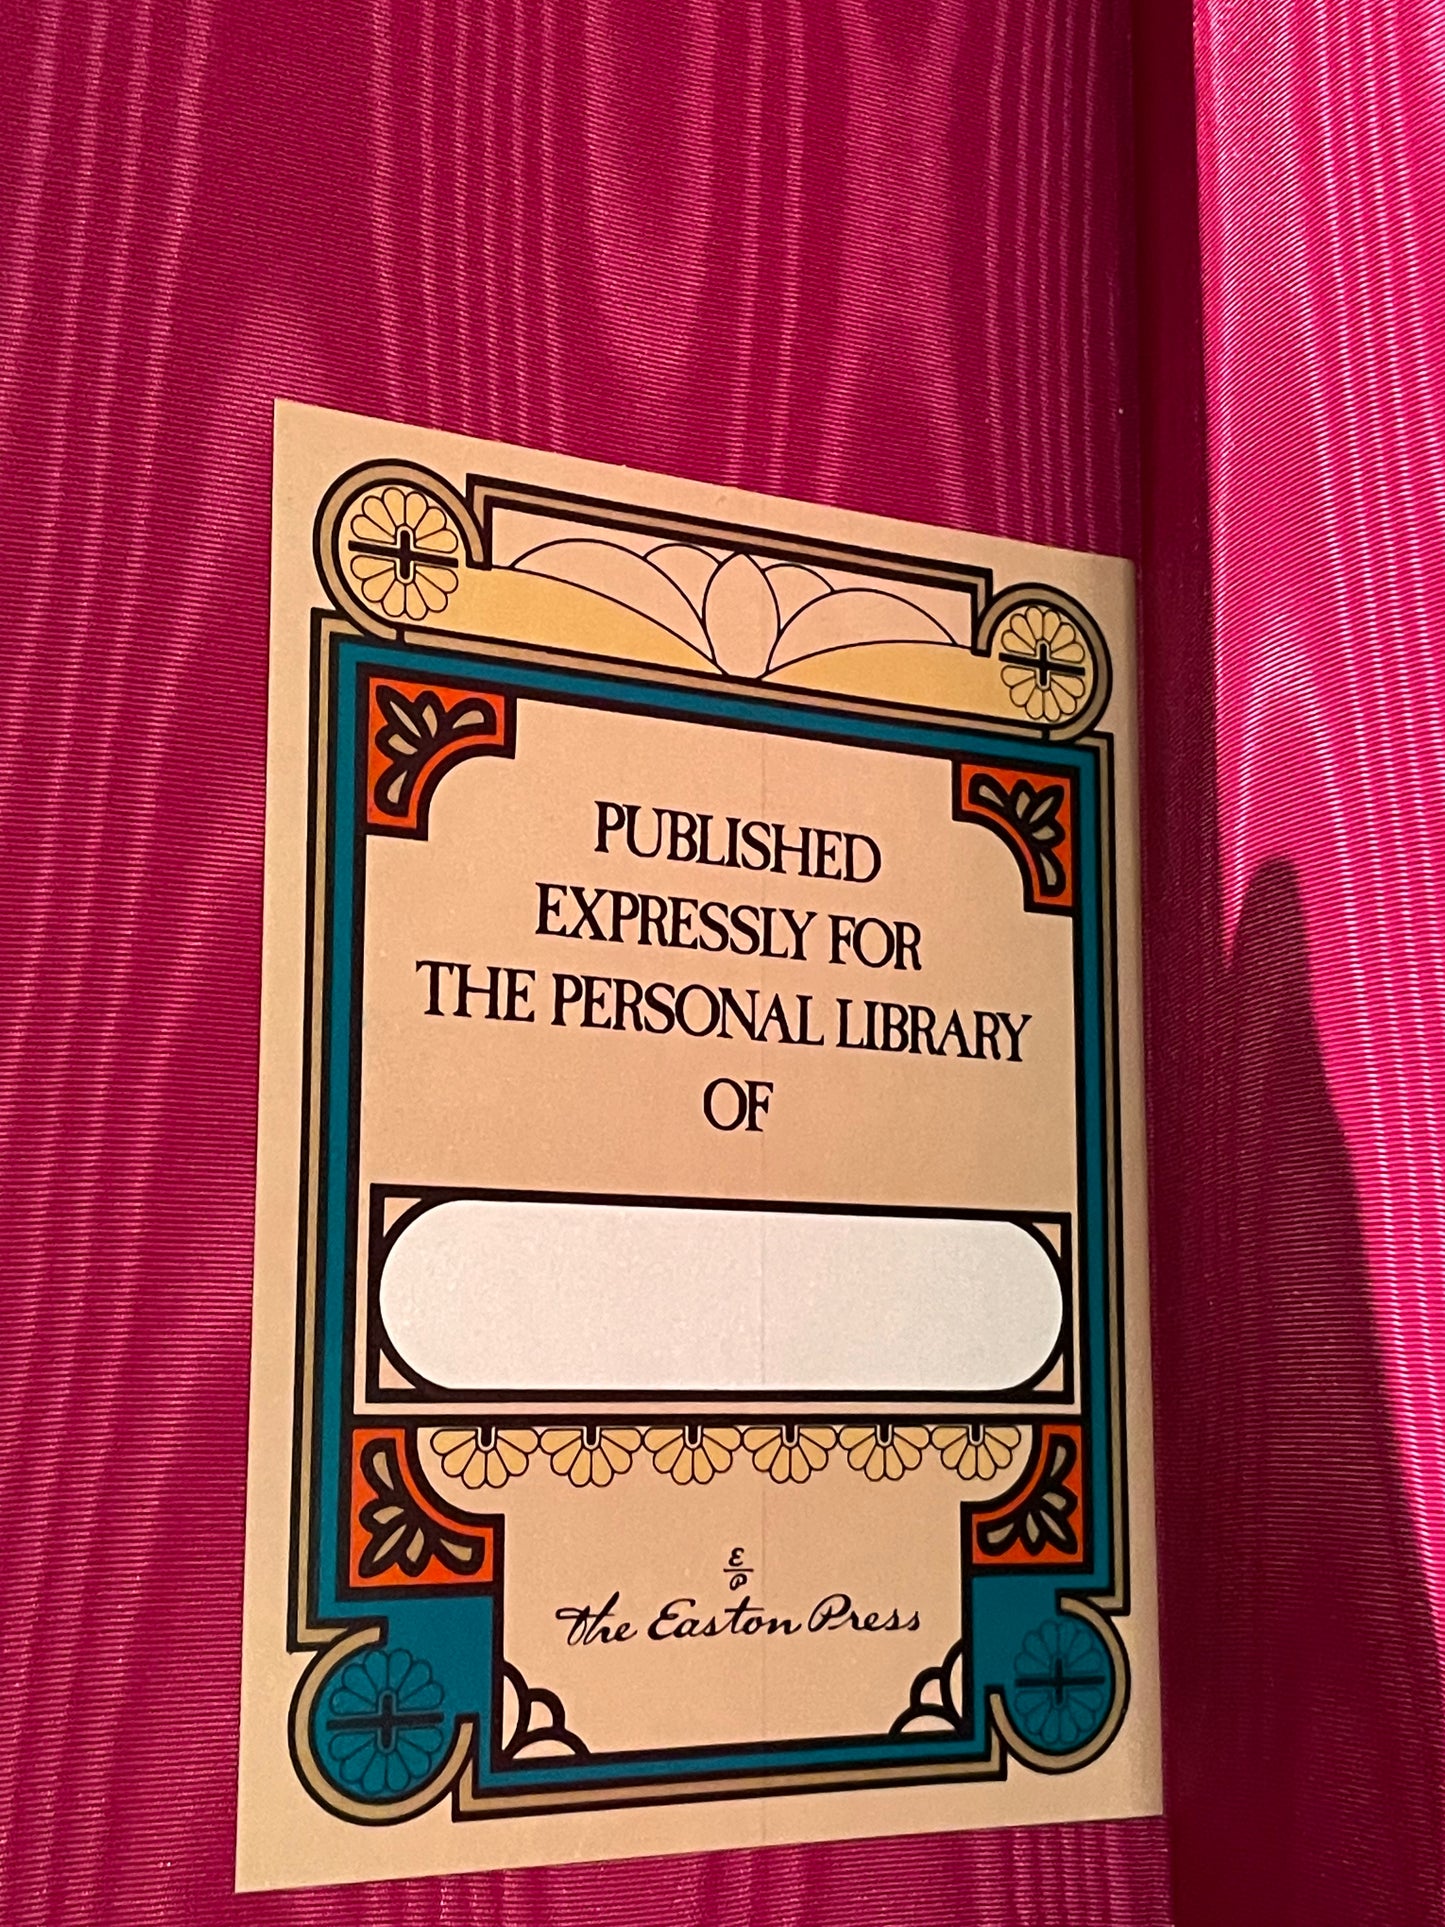 PUBLISHED
EXPRESSLY FOR
THE PERSONAL LIBRARY
OF
E
P
The Easton Press